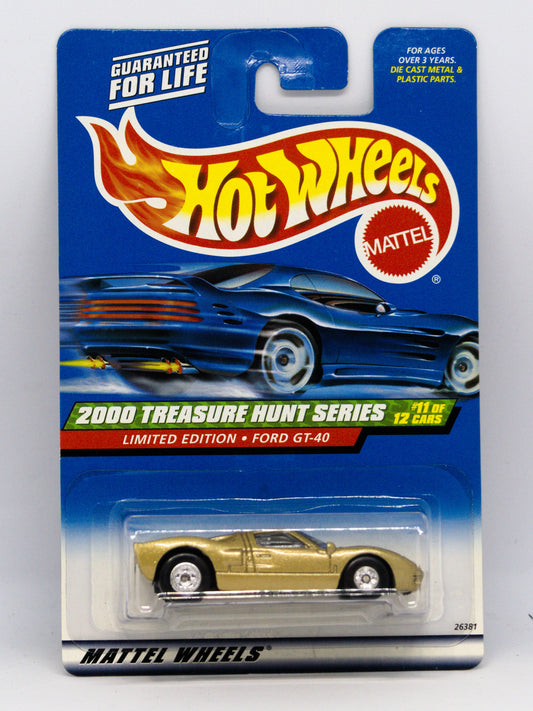 GUARANTEED
FOR LIFE
FOR AGES
OVER 3 YEARS.
DIE CAST METAL &
PLASTIC PARTS.
HOT WHEELS
MATTEL
®
2000 TREASURE HUNT SERIES
#11 OF
12 CARS
LIMITED EDITION • FORD GT-40
26381
MATTEL WHEELS®